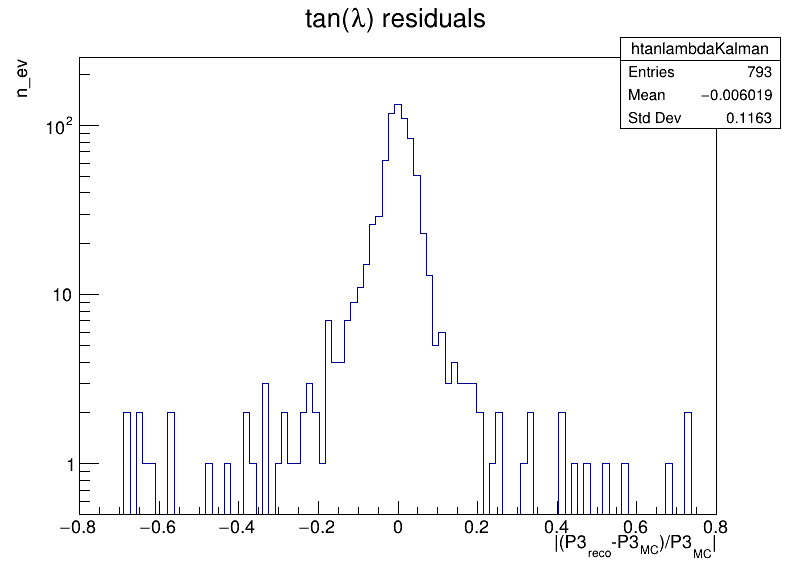 tan(λ) residuals
htanlambdaKalman
Entries 793
Mean −0.006019
Std Dev 0.1163
n_ev
10²
10
1
−0.8 −0.6 −0.4 −0.2 0 0.2 0.4 0.6 0.8
|(P3reco-P3MC)/P3MC|